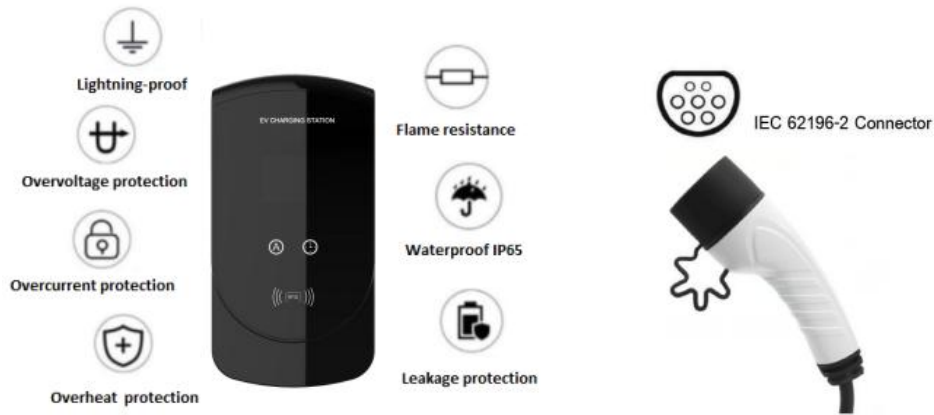 Lightning-proof
Overvoltage protection
Overcurrent protection
Overheat protection
EV CHARGING STATION
A
Flame resistance
Waterproof IP65
Leakage protection
IEC 62196-2 Connector